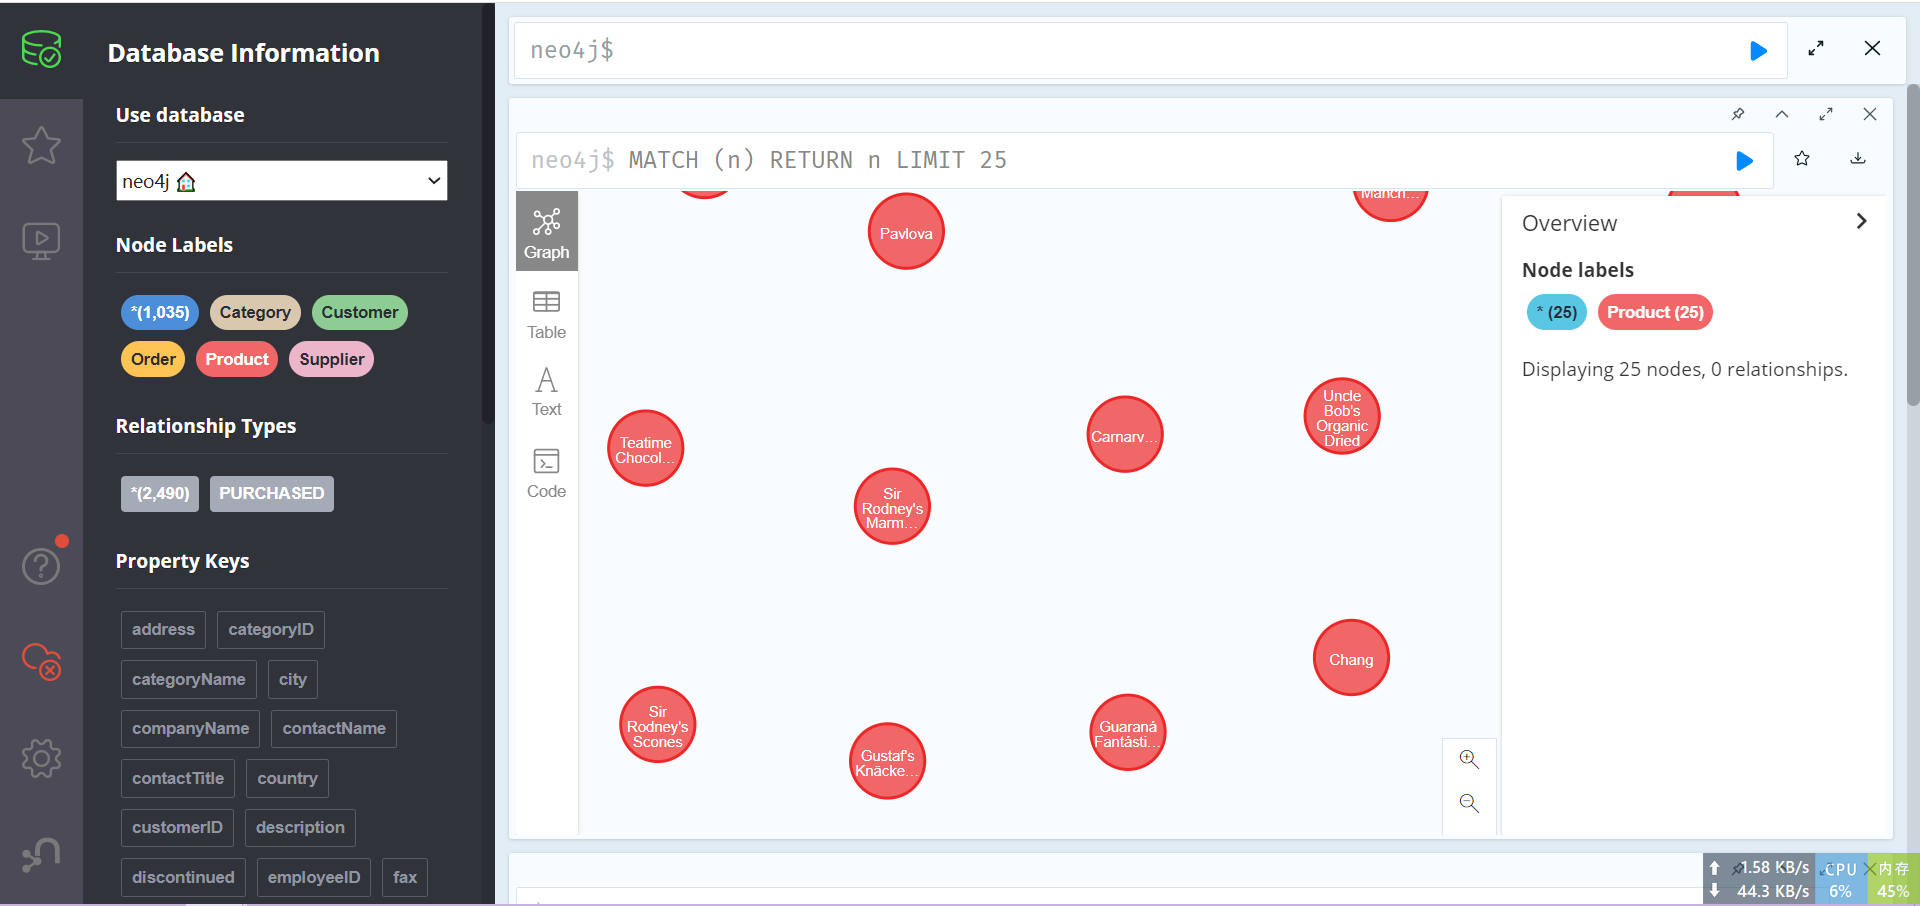 Database Information
Use database
neo4j
Node Labels
*(1,035) Category Customer
Order Product Supplier
Relationship Types
*(2,490) PURCHASED
Property Keys
address categoryID
categoryName city
companyName contactName
contactTitle country
customerID description
discontinued employeeID fax
neo4j$
neo4j$ MATCH (n) RETURN n LIMIT 25
Graph
Table
Text
Code
Pavlova
Manch...
Teatime
Chocol...
Sir
Rodney's
Marm...
Carnarv...
Uncle
Bob's
Organic
Dried
Chang
Sir
Rodney's
Scones
Gustaf's
Knäcke...
Guaraná
Fantásti...
Overview
Node labels
* (25) Product (25)
Displaying 25 nodes, 0 relationships.
1.58 KB/s CPU 内存
44.3 KB/s 6% 45%